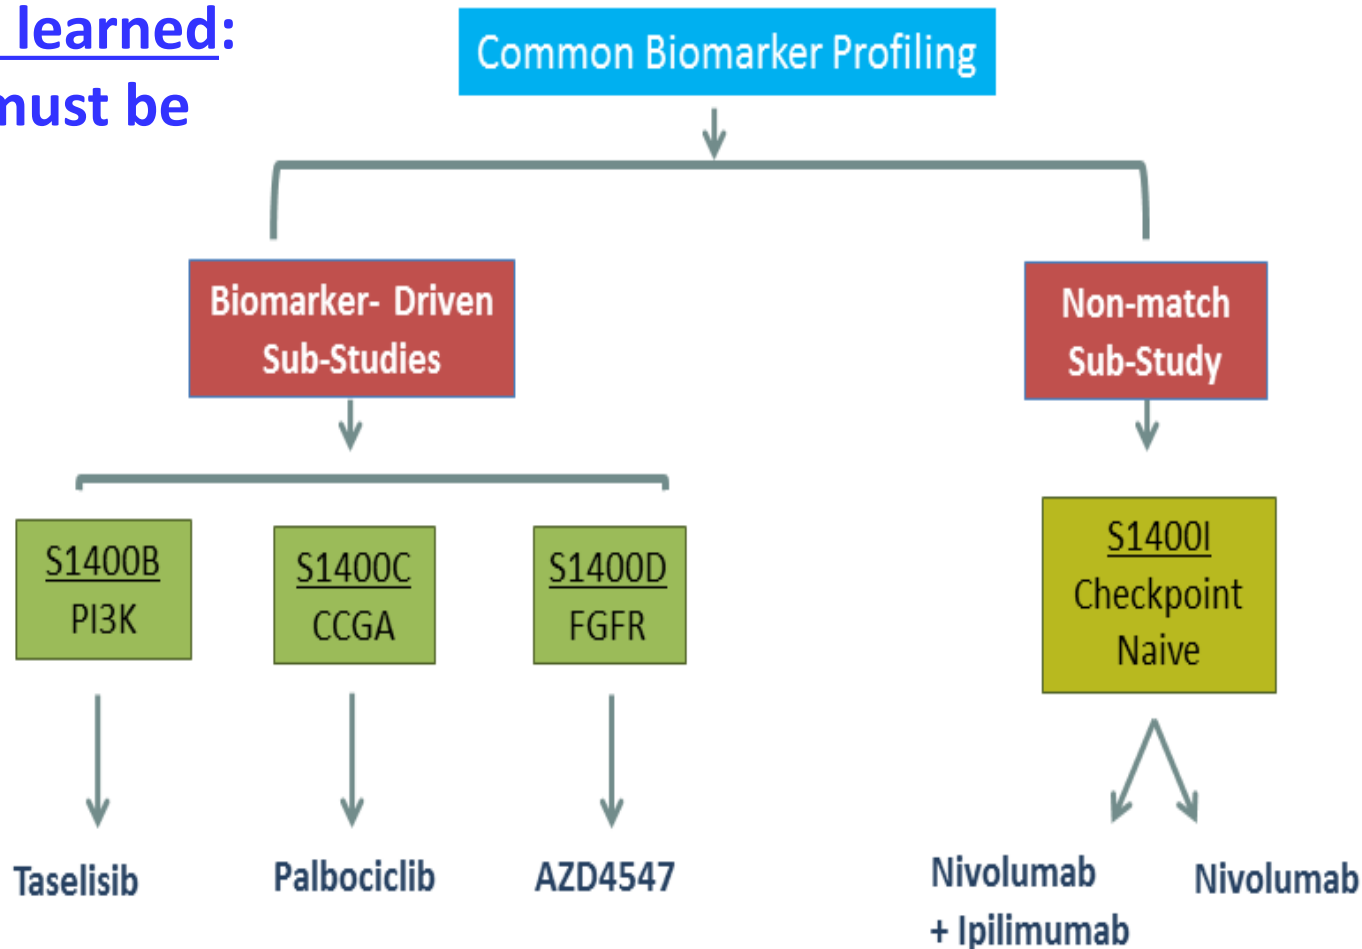 learned:
must be
Common Biomarker Profiling
Biomarker- Driven
Sub-Studies
Non-match
Sub-Study
S1400B
PI3K
S1400C
CCGA
S1400D
FGFR
S1400I
Checkpoint
Naive
Taselisib
Palbociclib
AZD4547
Nivolumab
+ Ipilimumab
Nivolumab